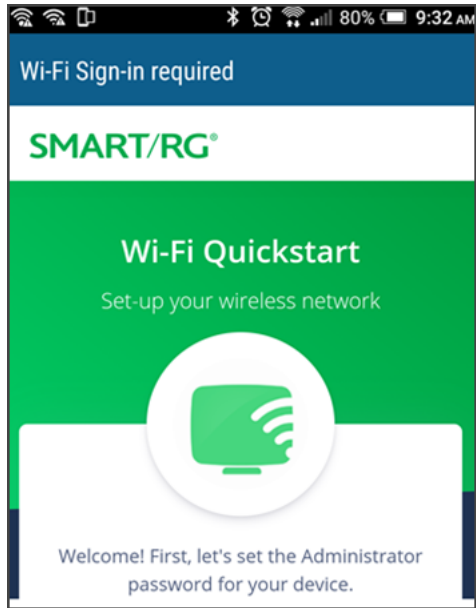 80% 9:32 AM
Wi-Fi Sign-in required
SMART/RG®
Wi-Fi Quickstart
Set-up your wireless network
Welcome! First, let's set the Administrator
password for your device.